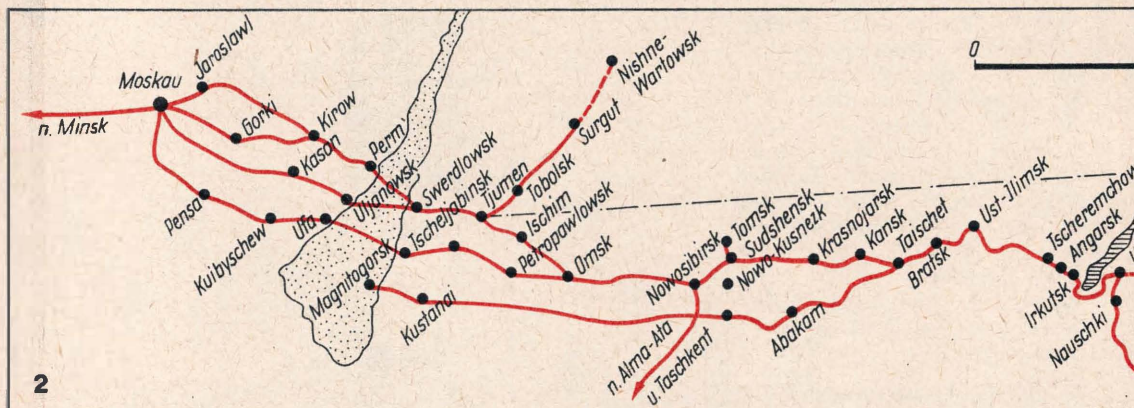 Moskau
Jaroslawl
n. Minsk
Gorki
Kirow
Kasan
Perm
Uljanowsk
Swerdlowsk
Tjumen
Tobolsk
Surgut
Nishne-
Wartowsk
Pensa
Kuibyschew
Ufa
Tscheljabinsk
Ischim
Petropawlowsk
Omsk
Magnitogorsk
Kustanai
Nowosibirsk
Tomsk
Sudshensk
Nowo-Kusnezk
Krasnojarsk
Kansk
Taischet
Bratsk
Ust-Ilimsk
Tscheremchow
Angarsk
Irkutsk
Nauschki
Abakam
n. Alma-Ata
u. Taschkent
0
2